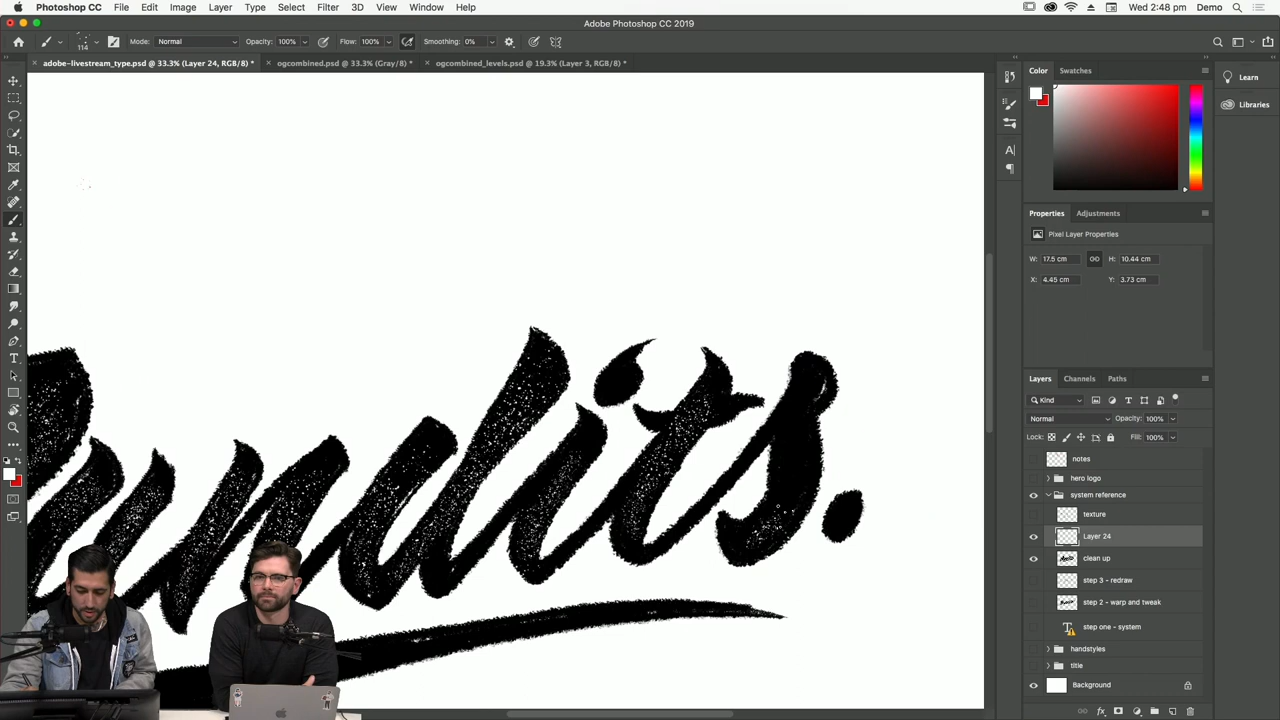 Photoshop CC File Edit Image Layer Type Select Filter 3D View Window Help Wed 2:48 pm Demo
Adobe Photoshop CC 2019
114 Mode: Normal Opacity: 100% Flow: 100% Smoothing: 0%
adobe-livestream_type.psd @ 33.3% (Layer 24, RGB/8) * ogcombined.psd @ 33.3% (Gray/8) * ogcombined_levels.psd @ 19.3% (Layer 3, RGB/8) *
Color Swatches
Learn
Libraries
Properties Adjustments
Pixel Layer Properties
W: 17.5 cm H: 10.44 cm
X: 4.45 cm Y: 3.73 cm
Layers Channels Paths
Kind
Normal Opacity: 100%
Lock: Fill: 100%
notes
hero logo
system reference
texture
Layer 24
clean up
step 3 - redraw
step 2 - warp and tweak
step one - system
handstyles
title
Background